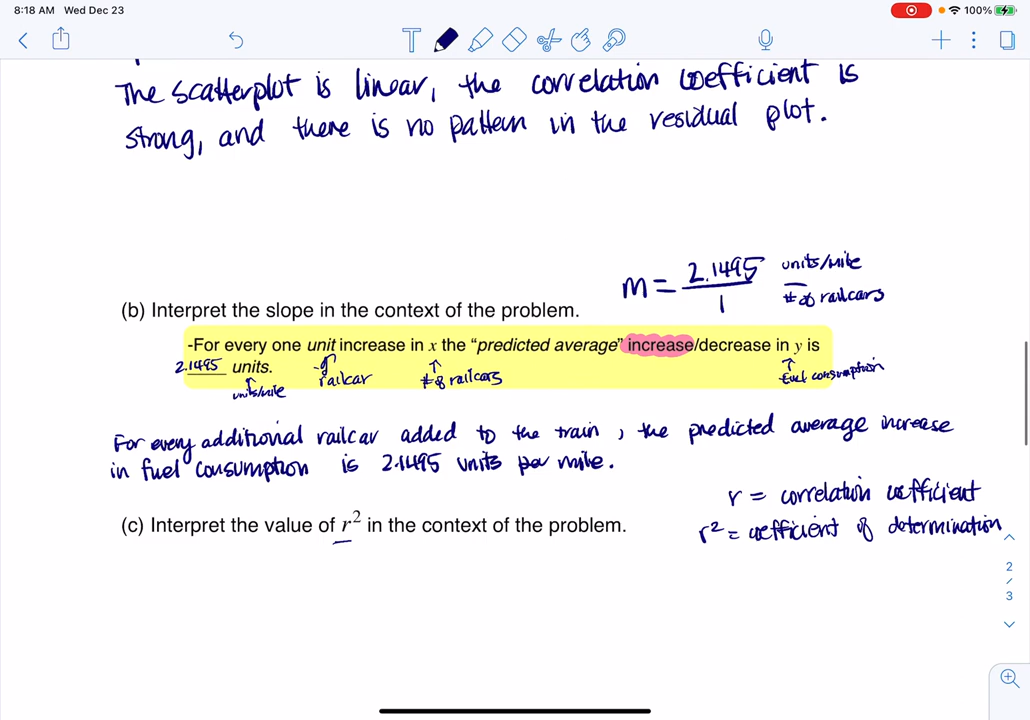 8:18 AM Wed Dec 23
100%
The scatterplot is linear, the correlation coefficient is
strong, and there is no pattern in the residual plot.
m = 2.1495 units/mile
1 # of railcars
(b) Interpret the slope in the context of the problem.
-For every one unit increase in x the "predicted average" increase/decrease in y is
2.1495 units.
units/mile
railcar
# of railcars
fuel consumption
For every additional railcar added to the train, the predicted average increase
in fuel consumption is 2.1495 units per mile.
r = correlation coefficient
(c) Interpret the value of r² in the context of the problem.
r² = coefficient of determination
2
/
3